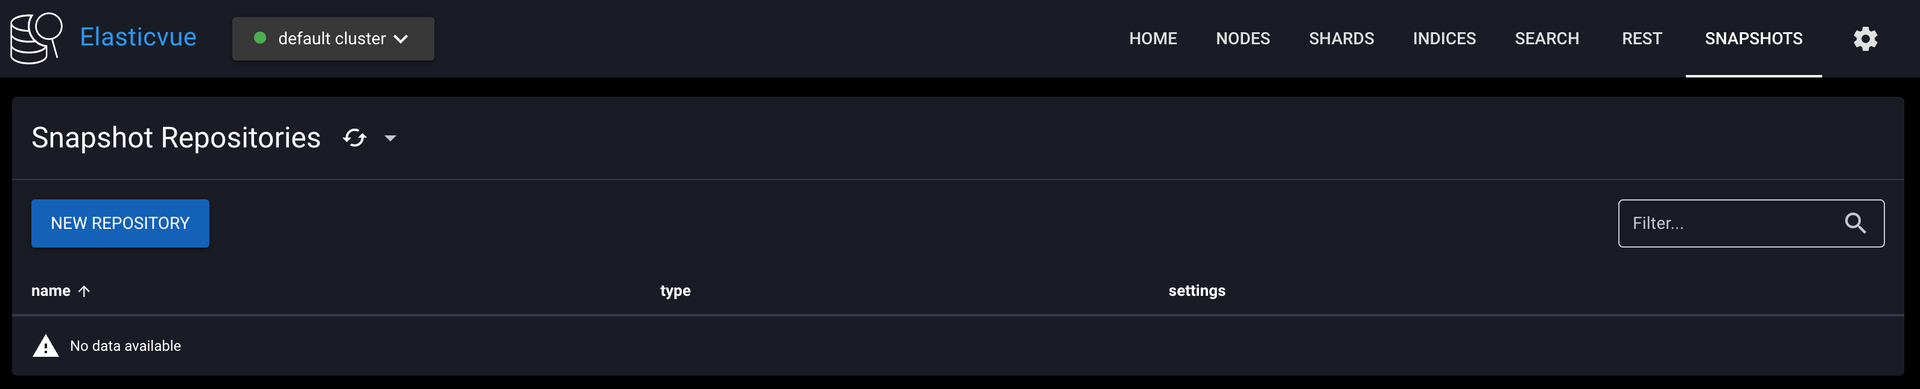 Elasticvue
default cluster
HOME NODES SHARDS INDICES SEARCH REST SNAPSHOTS
Snapshot Repositories
NEW REPOSITORY
Filter...
name type settings
No data available